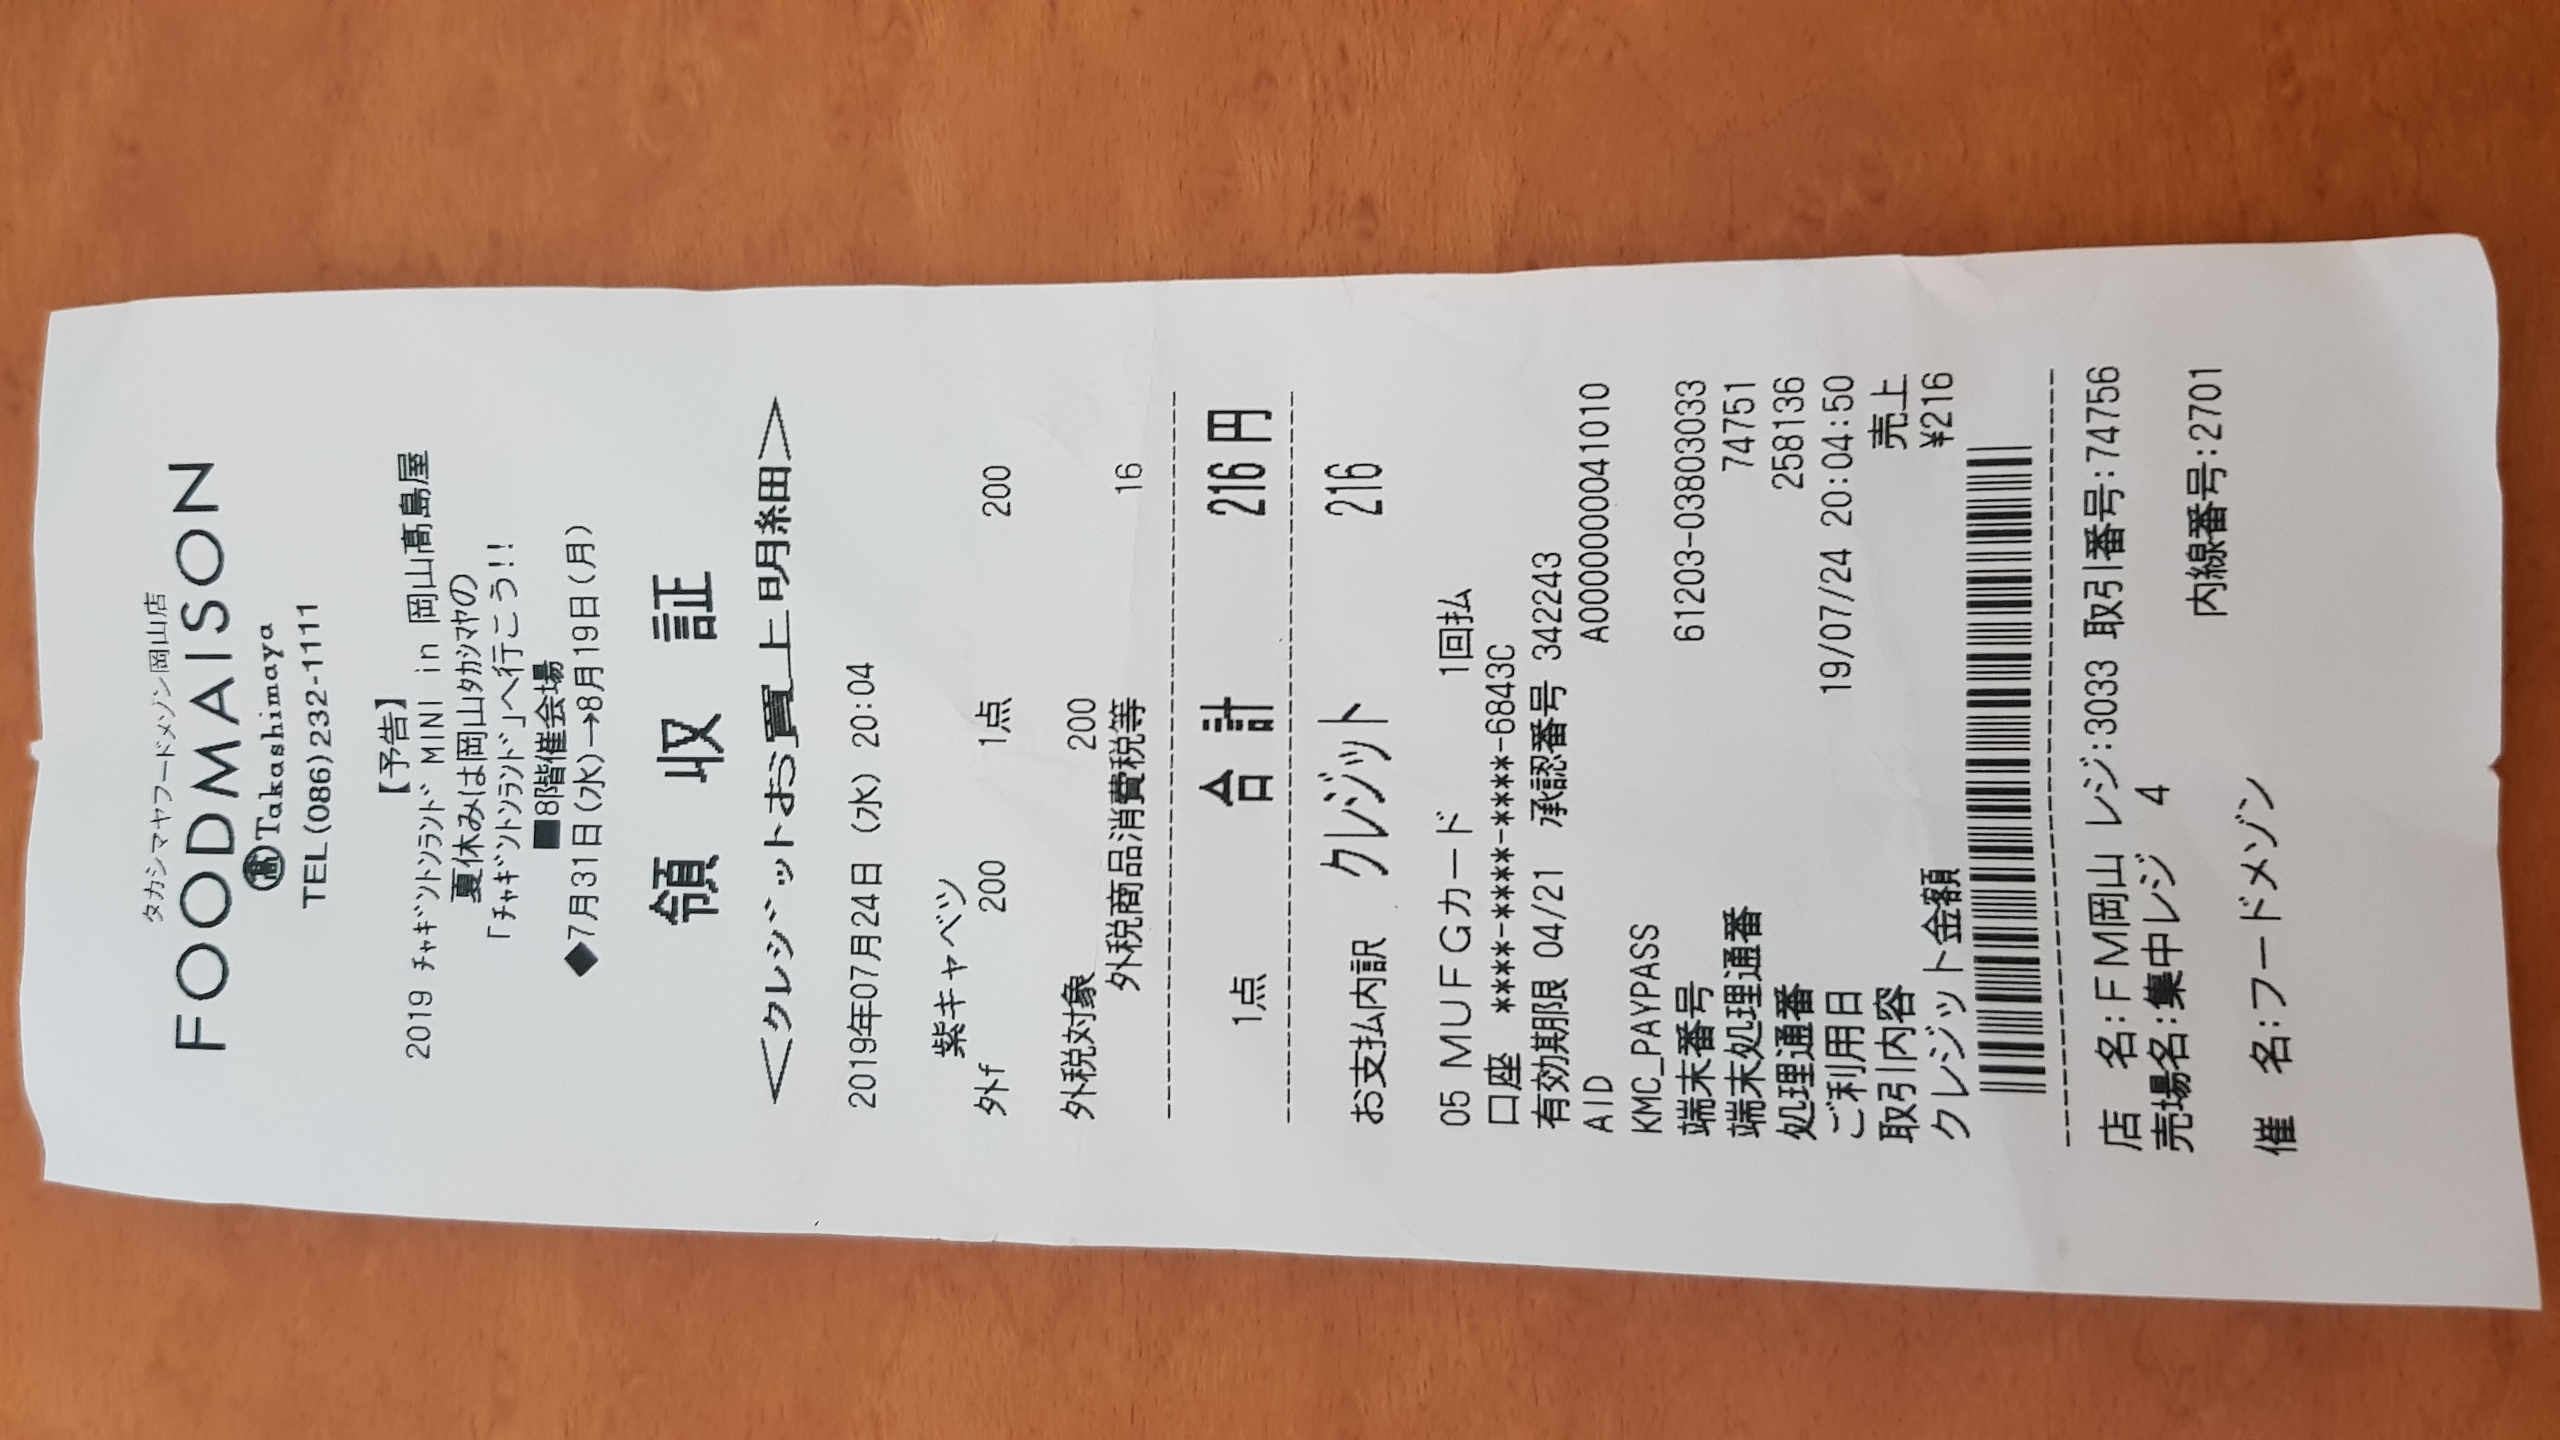 タカシマヤフードメゾン岡山店
FOODMAISON
髙 Takashimaya
TEL(086)232-1111
【予告】
2019 ﾁｬｷﾞﾝﾄﾝﾗﾝﾄﾞ MINI in 岡山髙島屋
夏休みは岡山ﾀｶｼﾏﾔの
「ﾁｬｷﾞﾝﾄﾝﾗﾝﾄﾞ」へ行こう!!
■8階催会場
◆7月31日(水)→8月19日(月)
領 収 証
＜クレジットお買上明細＞
2019年07月24日 (水) 20:04
紫キャベツ
外f 200 1点 200
外税対象 200
外税商品消費税等 16
1点 合 計 216 円
お支払内訳 クレジット 216
05 ＭＵＦＧカード 1回払
口座 ****-****-****-6843C
有効期限 04/21 承認番号 342243
AID A0000000041010
KMC_PAYPASS
端末番号 61203-03803033
端末処理通番 74751
処理通番 258136
ご利用日 19/07/24 20:04:50
取引内容 売上
クレジット金額 ¥216
店 名:ＦＭ岡山 レジ:3033 取引番号:74756
売場名:集中レジ 4
内線番号:2701
催 名:フードメゾン